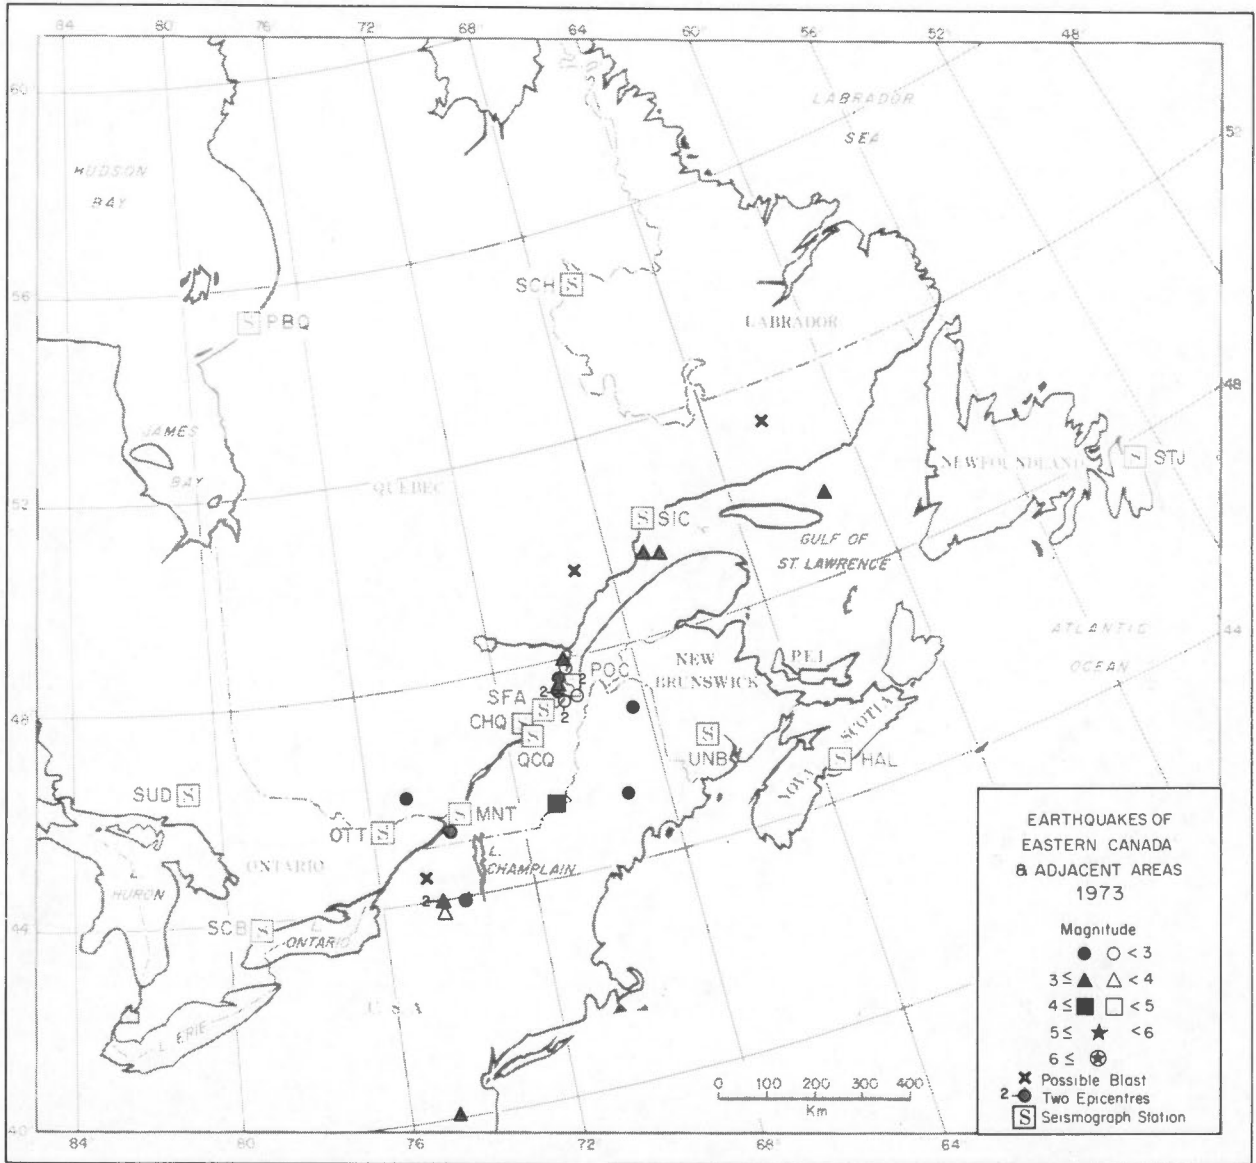 84 80 76 72 68 64 60 52 48
60
LABRADOR
SEA
52
HUDSON
BAY
SCH S
56
S PBQ
LABRADOR
48
JAMES
BAY
QUEBEC
NEWFOUNDLAND
S STJ
52
S SIC
GULF OF
ST. LAWRENCE
44
ATLANTIC
OCEAN
NEW
BRUNSWICK
P.E.I.
POC
2
2
SFA S
2
48
CHQ S
S
QCQ
S
UNB
NOVA
SCOTIA
S HAL
SUD S
S MNT
OTT S
L.
CHAMPLAIN
ONTARIO
L.
HURON
2
SCB S
L.
ONTARIO
44
U S A
L. ERIE
0 100 200 300 400
Km
40
84 80 76 72 68 64
EARTHQUAKES OF
EASTERN CANADA
& ADJACENT AREAS
1973
Magnitude
< 3
3 ≤ < 4
4 ≤ < 5
5 ≤ < 6
6 ≤
Possible Blast
2 Two Epicentres
S Seismograph Station